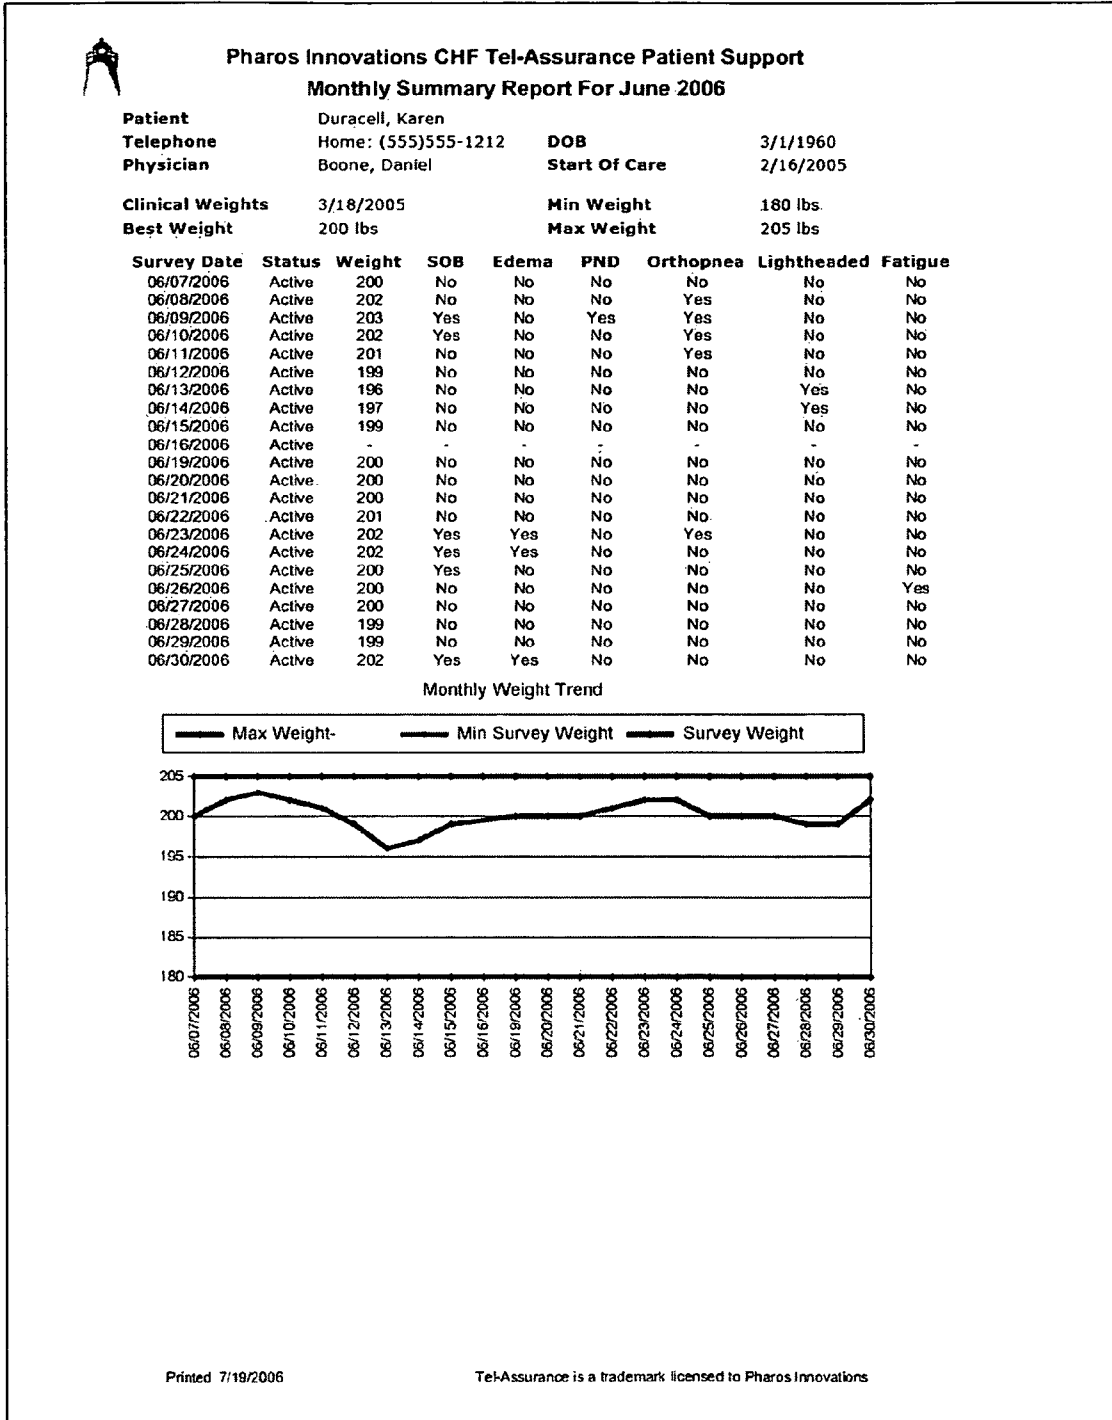 Pharos Innovations CHF Tel-Assurance Patient Support
Monthly Summary Report For June 2006
Patient Duracell, Karen
Telephone Home: (555)555-1212 DOB 3/1/1960
Physician Boone, Daniel Start Of Care 2/16/2005
Clinical Weights 3/18/2005 Min Weight 180 lbs
Best Weight 200 lbs Max Weight 205 lbs
Survey Date Status Weight SOB Edema PND Orthopnea Lightheaded Fatigue
06/07/2006 Active 200 No No No No No No
06/08/2006 Active 202 No No No Yes No No
06/09/2006 Active 203 Yes No Yes Yes No No
06/10/2006 Active 202 Yes No No Yes No No
06/11/2006 Active 201 No No No Yes No No
06/12/2006 Active 199 No No No No No No
06/13/2006 Active 196 No No No No Yes No
06/14/2006 Active 197 No No No No Yes No
06/15/2006 Active 199 No No No No No No
06/16/2006 Active - - - - - - -
06/19/2006 Active 200 No No No No No No
06/20/2006 Active 200 No No No No No No
06/21/2006 Active 200 No No No No No No
06/22/2006 Active 201 No No No No No No
06/23/2006 Active 202 Yes Yes No Yes No No
06/24/2006 Active 202 Yes Yes No No No No
06/25/2006 Active 200 Yes No No No No No
06/26/2006 Active 200 No No No No No Yes
06/27/2006 Active 200 No No No No No No
06/28/2006 Active 199 No No No No No No
06/29/2006 Active 199 No No No No No No
06/30/2006 Active 202 Yes Yes No No No No
Monthly Weight Trend
Max Weight- Min Survey Weight Survey Weight
205
200
195
190
185
180
06/07/2006
06/08/2006
06/09/2006
06/10/2006
06/11/2006
06/12/2006
06/13/2006
06/14/2006
06/15/2006
06/16/2006
06/19/2006
06/20/2006
06/21/2006
06/22/2006
06/23/2006
06/24/2006
06/25/2006
06/26/2006
06/27/2006
06/28/2006
06/29/2006
06/30/2006
Printed 7/19/2006 Tel-Assurance is a trademark licensed to Pharos Innovations